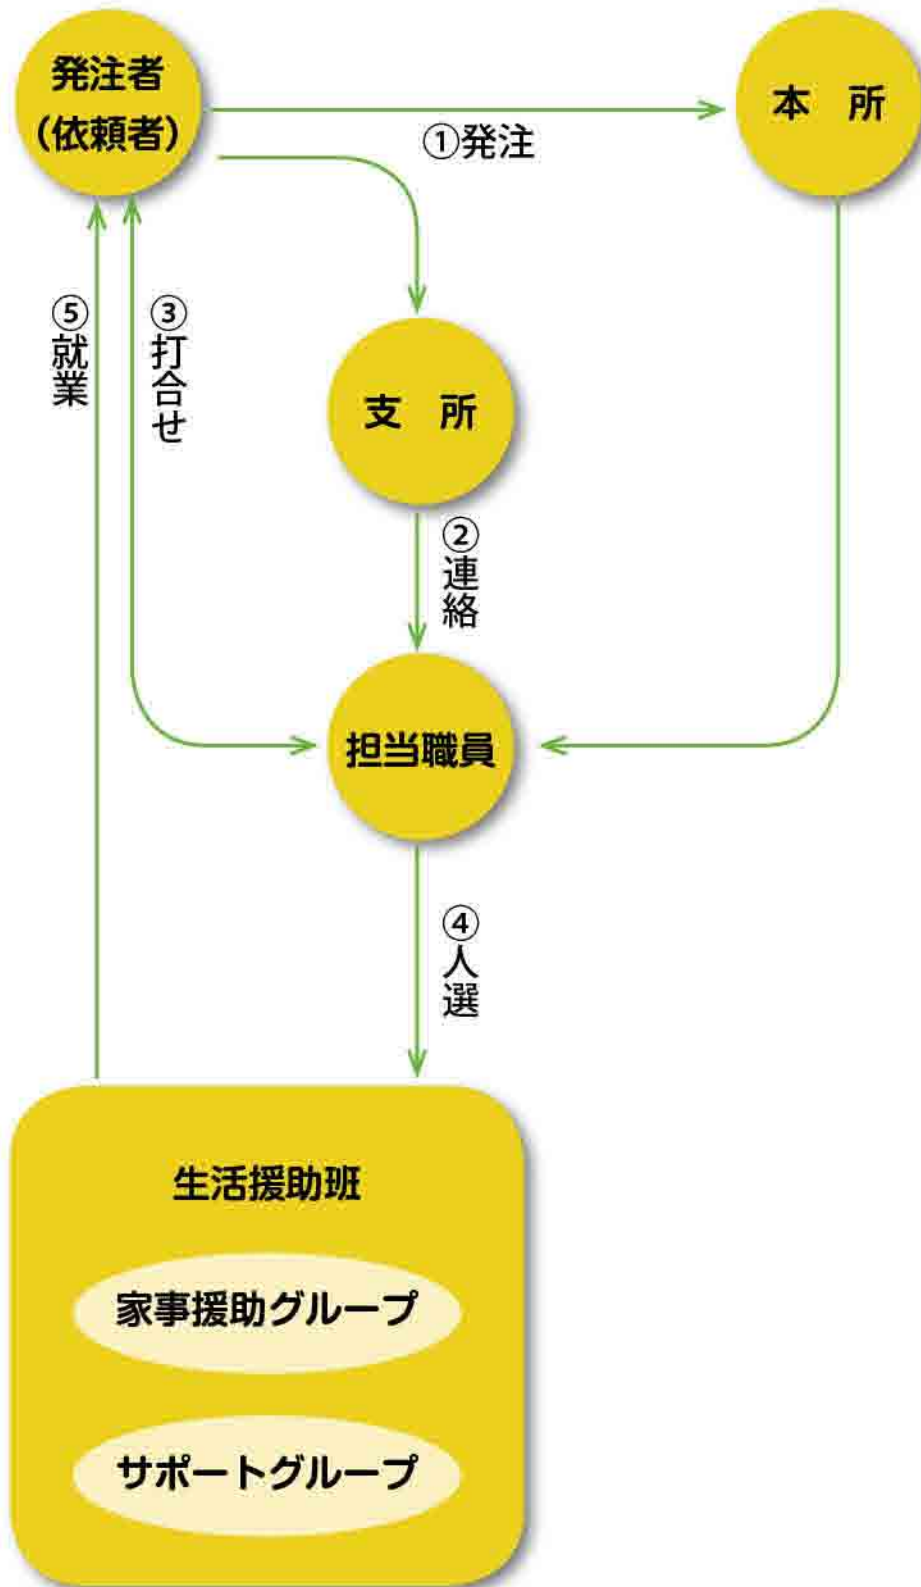 発注者
（依頼者）
本　所
①発注
⑤就業
③打合せ
支　所
②連絡
担当職員
④人選
生活援助班
家事援助グループ
サポートグループ